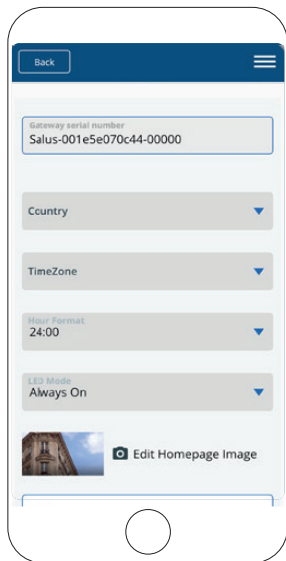 Back
Gateway serial number
Salus-001e5e070c44-00000
Country
TimeZone
Hour Format
24:00
LED Mode
Always On
Edit Homepage Image